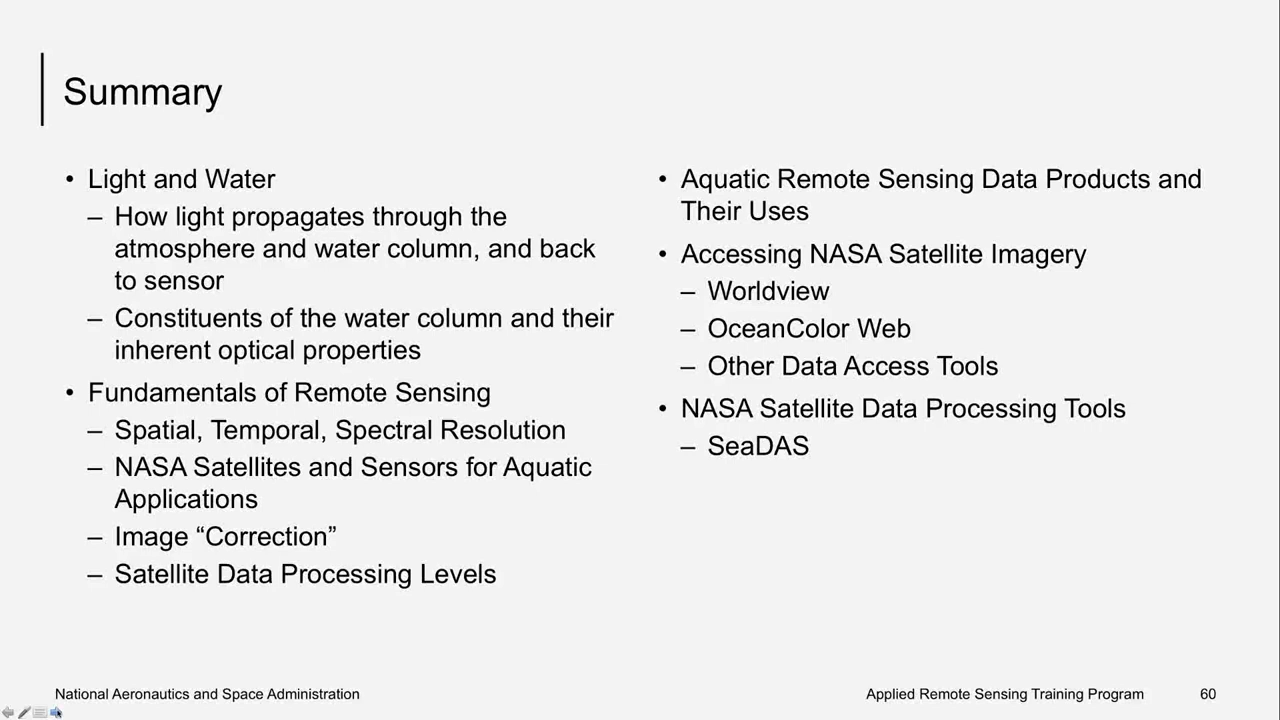 Summary
• Light and Water
– How light propagates through the
atmosphere and water column, and back
to sensor
– Constituents of the water column and their
inherent optical properties
• Fundamentals of Remote Sensing
– Spatial, Temporal, Spectral Resolution
– NASA Satellites and Sensors for Aquatic
Applications
– Image “Correction”
– Satellite Data Processing Levels
• Aquatic Remote Sensing Data Products and
Their Uses
• Accessing NASA Satellite Imagery
– Worldview
– OceanColor Web
– Other Data Access Tools
• NASA Satellite Data Processing Tools
– SeaDAS
National Aeronautics and Space Administration
Applied Remote Sensing Training Program
60